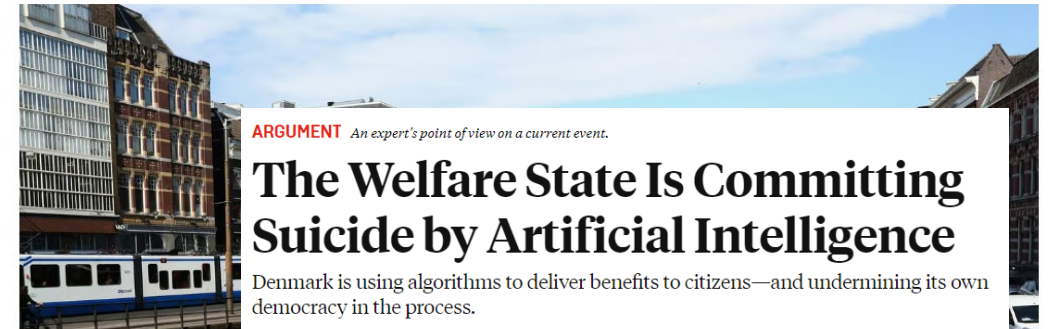 ARGUMENT An expert's point of view on a current event.
The Welfare State Is Committing
Suicide by Artificial Intelligence
Denmark is using algorithms to deliver benefits to citizens—and undermining its own
democracy in the process.